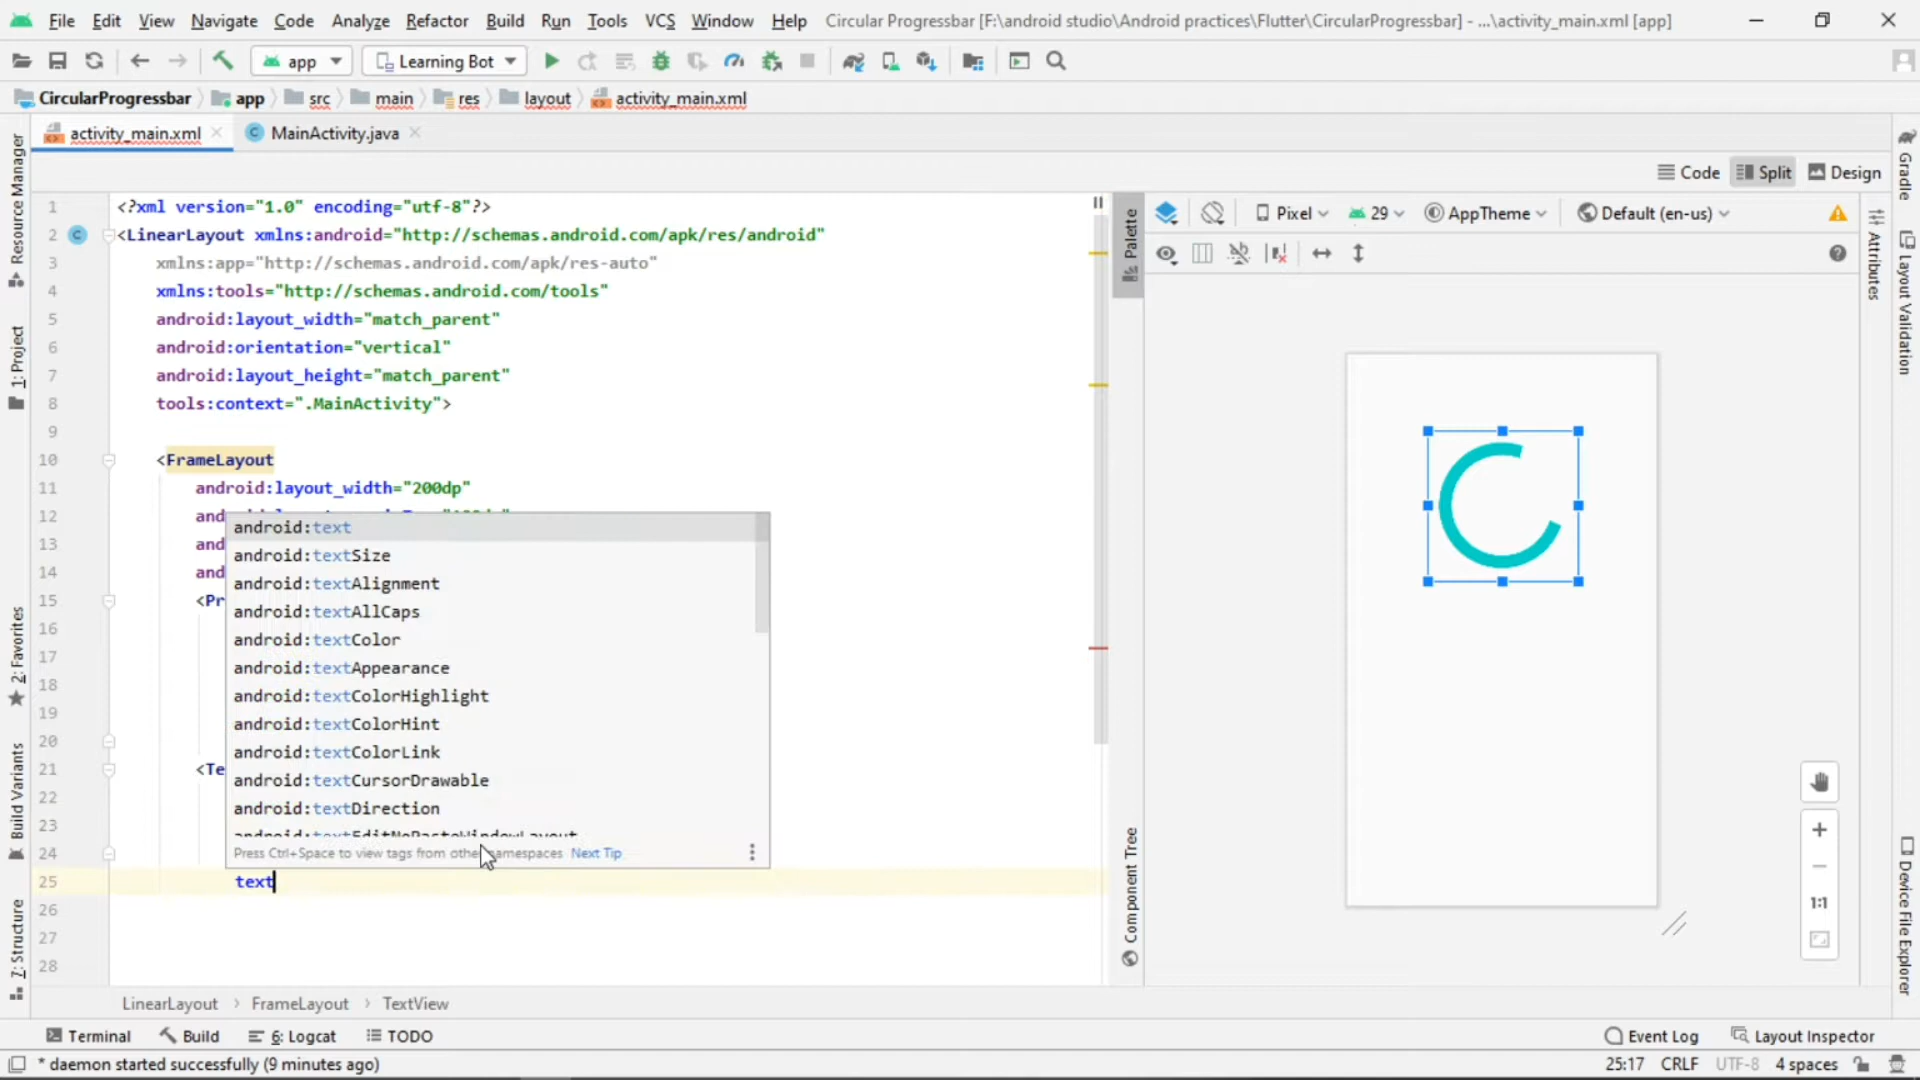 File Edit View Navigate Code Analyze Refactor Build Run Tools VCS Window Help Circular Progressbar [F:\android studio\Android practices\Flutter\CircularProgressbar] - ...\activity_main.xml [app]
app Learning Bot
CircularProgressbar app src main res layout activity_main.xml
activity_main.xml MainActivity.java
Code Split Design
Pixel 29 AppTheme Default (en-us)
1 <?xml version="1.0" encoding="utf-8"?>
2 <LinearLayout xmlns:android="http://schemas.android.com/apk/res/android"
3 xmlns:app="http://schemas.android.com/apk/res-auto"
4 xmlns:tools="http://schemas.android.com/tools"
5 android:layout_width="match_parent"
6 android:orientation="vertical"
7 android:layout_height="match_parent"
8 tools:context=".MainActivity">
9
10 <FrameLayout
11 android:layout_width="200dp"
12 and
13 and
14 and
15 <Pr
16
17
18
19
20
21 <Te
22
23
24
25 text
26
27
28
android:text
android:textSize
android:textAlignment
android:textAllCaps
android:textColor
android:textAppearance
android:textColorHighlight
android:textColorHint
android:textColorLink
android:textCursorDrawable
android:textDirection
android:textEditNoPasteWindowLayout
Press Ctrl+Space to view tags from other namespaces Next Tip
Resource Manager
1: Project
2: Favorites
Build Variants
7: Structure
Palette
Component Tree
Attributes
Gradle
Layout Validation
Device File Explorer
1:1
LinearLayout FrameLayout TextView
Terminal Build 6: Logcat TODO Event Log Layout Inspector
* daemon started successfully (9 minutes ago) 25:17 CRLF UTF-8 4 spaces